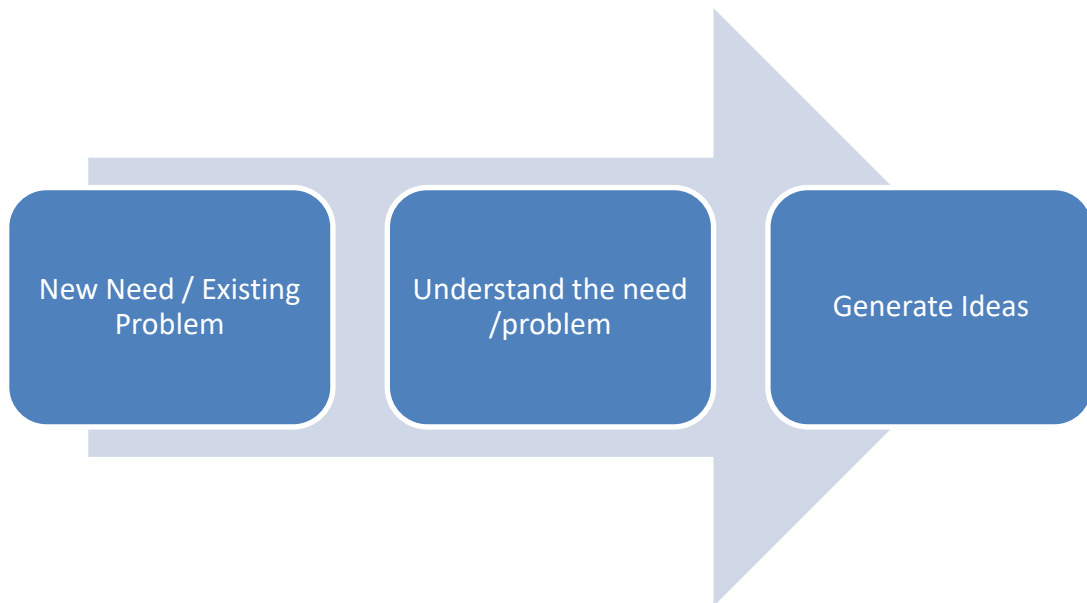 New Need / Existing
Problem
Understand the need
/problem
Generate Ideas